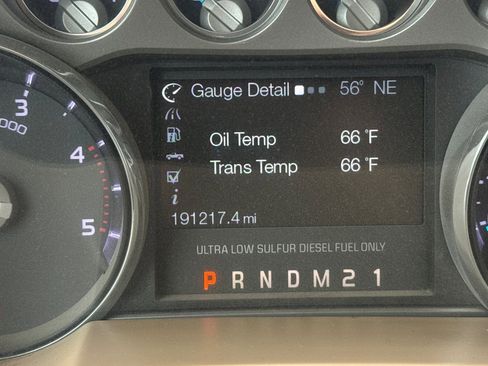 Gauge Detail 56° NE
Oil Temp 66 °F
Trans Temp 66 °F
i
191217.4 mi
ULTRA LOW SULFUR DIESEL FUEL ONLY
P R N D M 2 1
3
000
4
5